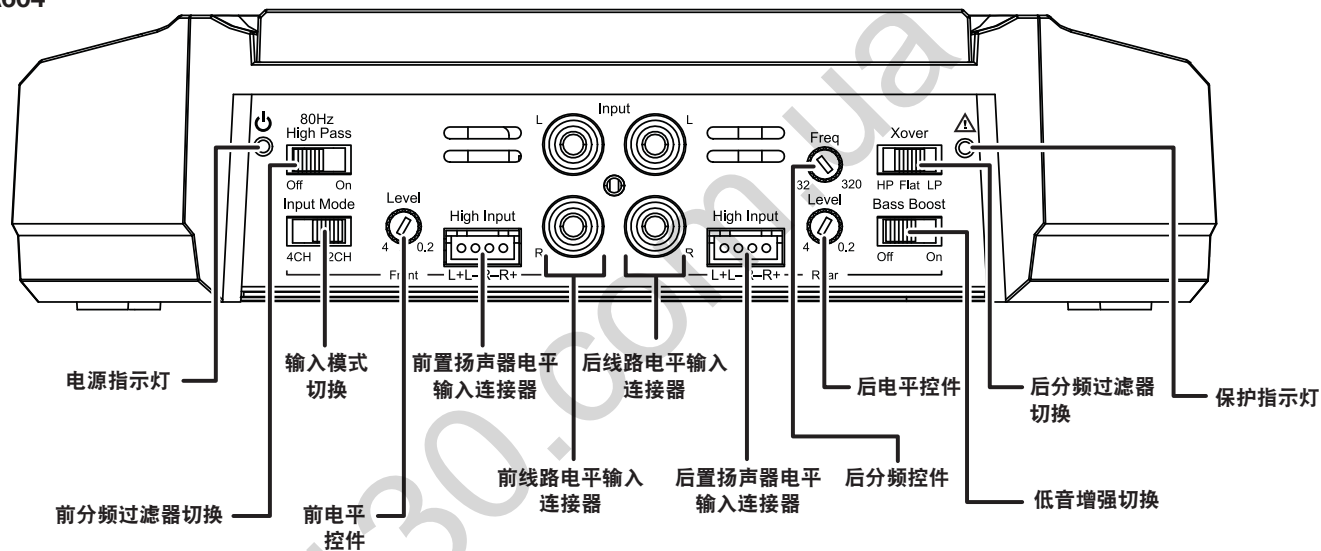 80Hz
High Pass
Off On
Input Mode
4CH 2CH
Level
4 0.2
Front
High Input
L+L–R–R+
Input
L L
R R
High Input
L+L–R–R+
Freq
32 320
Level
4 0.2
Rear
Xover
HP Flat LP
Bass Boost
Off On
电源指示灯
输入模式
切换
前置扬声器电平
输入连接器
后线路电平输入
连接器
后电平控件
后分频过滤器
切换
保护指示灯
前分频过滤器切换
前电平
控件
前线路电平输入
连接器
后置扬声器电平
输入连接器
后分频控件
低音增强切换
30.com.ua